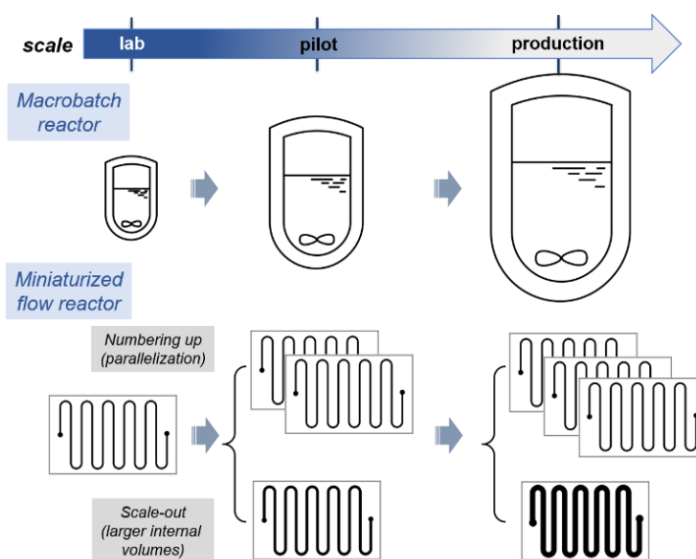 scale lab pilot production
Macrobatch
reactor
Miniaturized
flow reactor
Numbering up
(parallelization)
Scale-out
(larger internal
volumes)